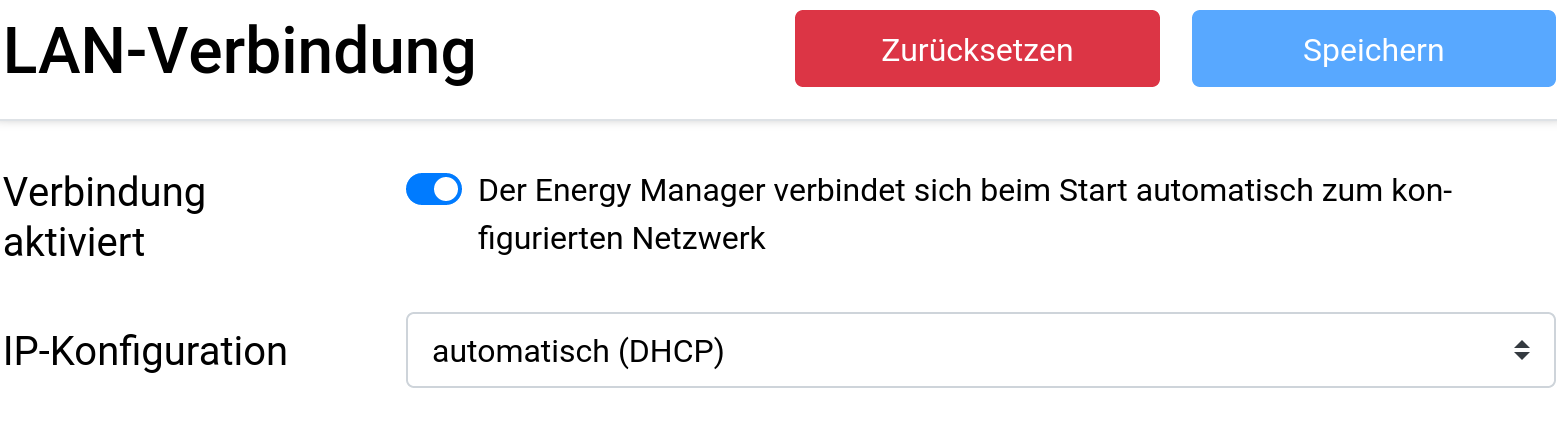 LAN-Verbindung
Zurücksetzen
Speichern
Verbindung
aktiviert
Der Energy Manager verbindet sich beim Start automatisch zum kon-
figurierten Netzwerk
IP-Konfiguration
automatisch (DHCP)